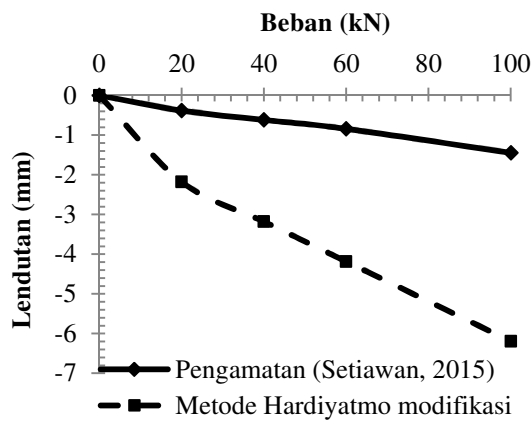 Beban (kN)
0 20 40 60 80 100
0
-1
-2
-3
-4
-5
-6
-7
Lendutan (mm)
Pengamatan (Setiawan, 2015)
Metode Hardiyatmo modifikasi